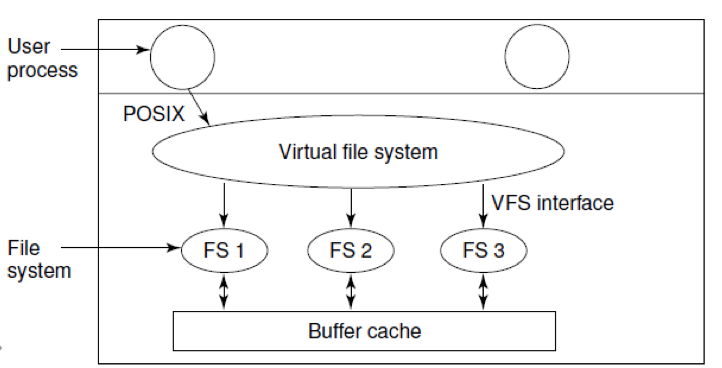 User
process
POSIX
Virtual file system
VFS interface
File
system
FS 1
FS 2
FS 3
Buffer cache